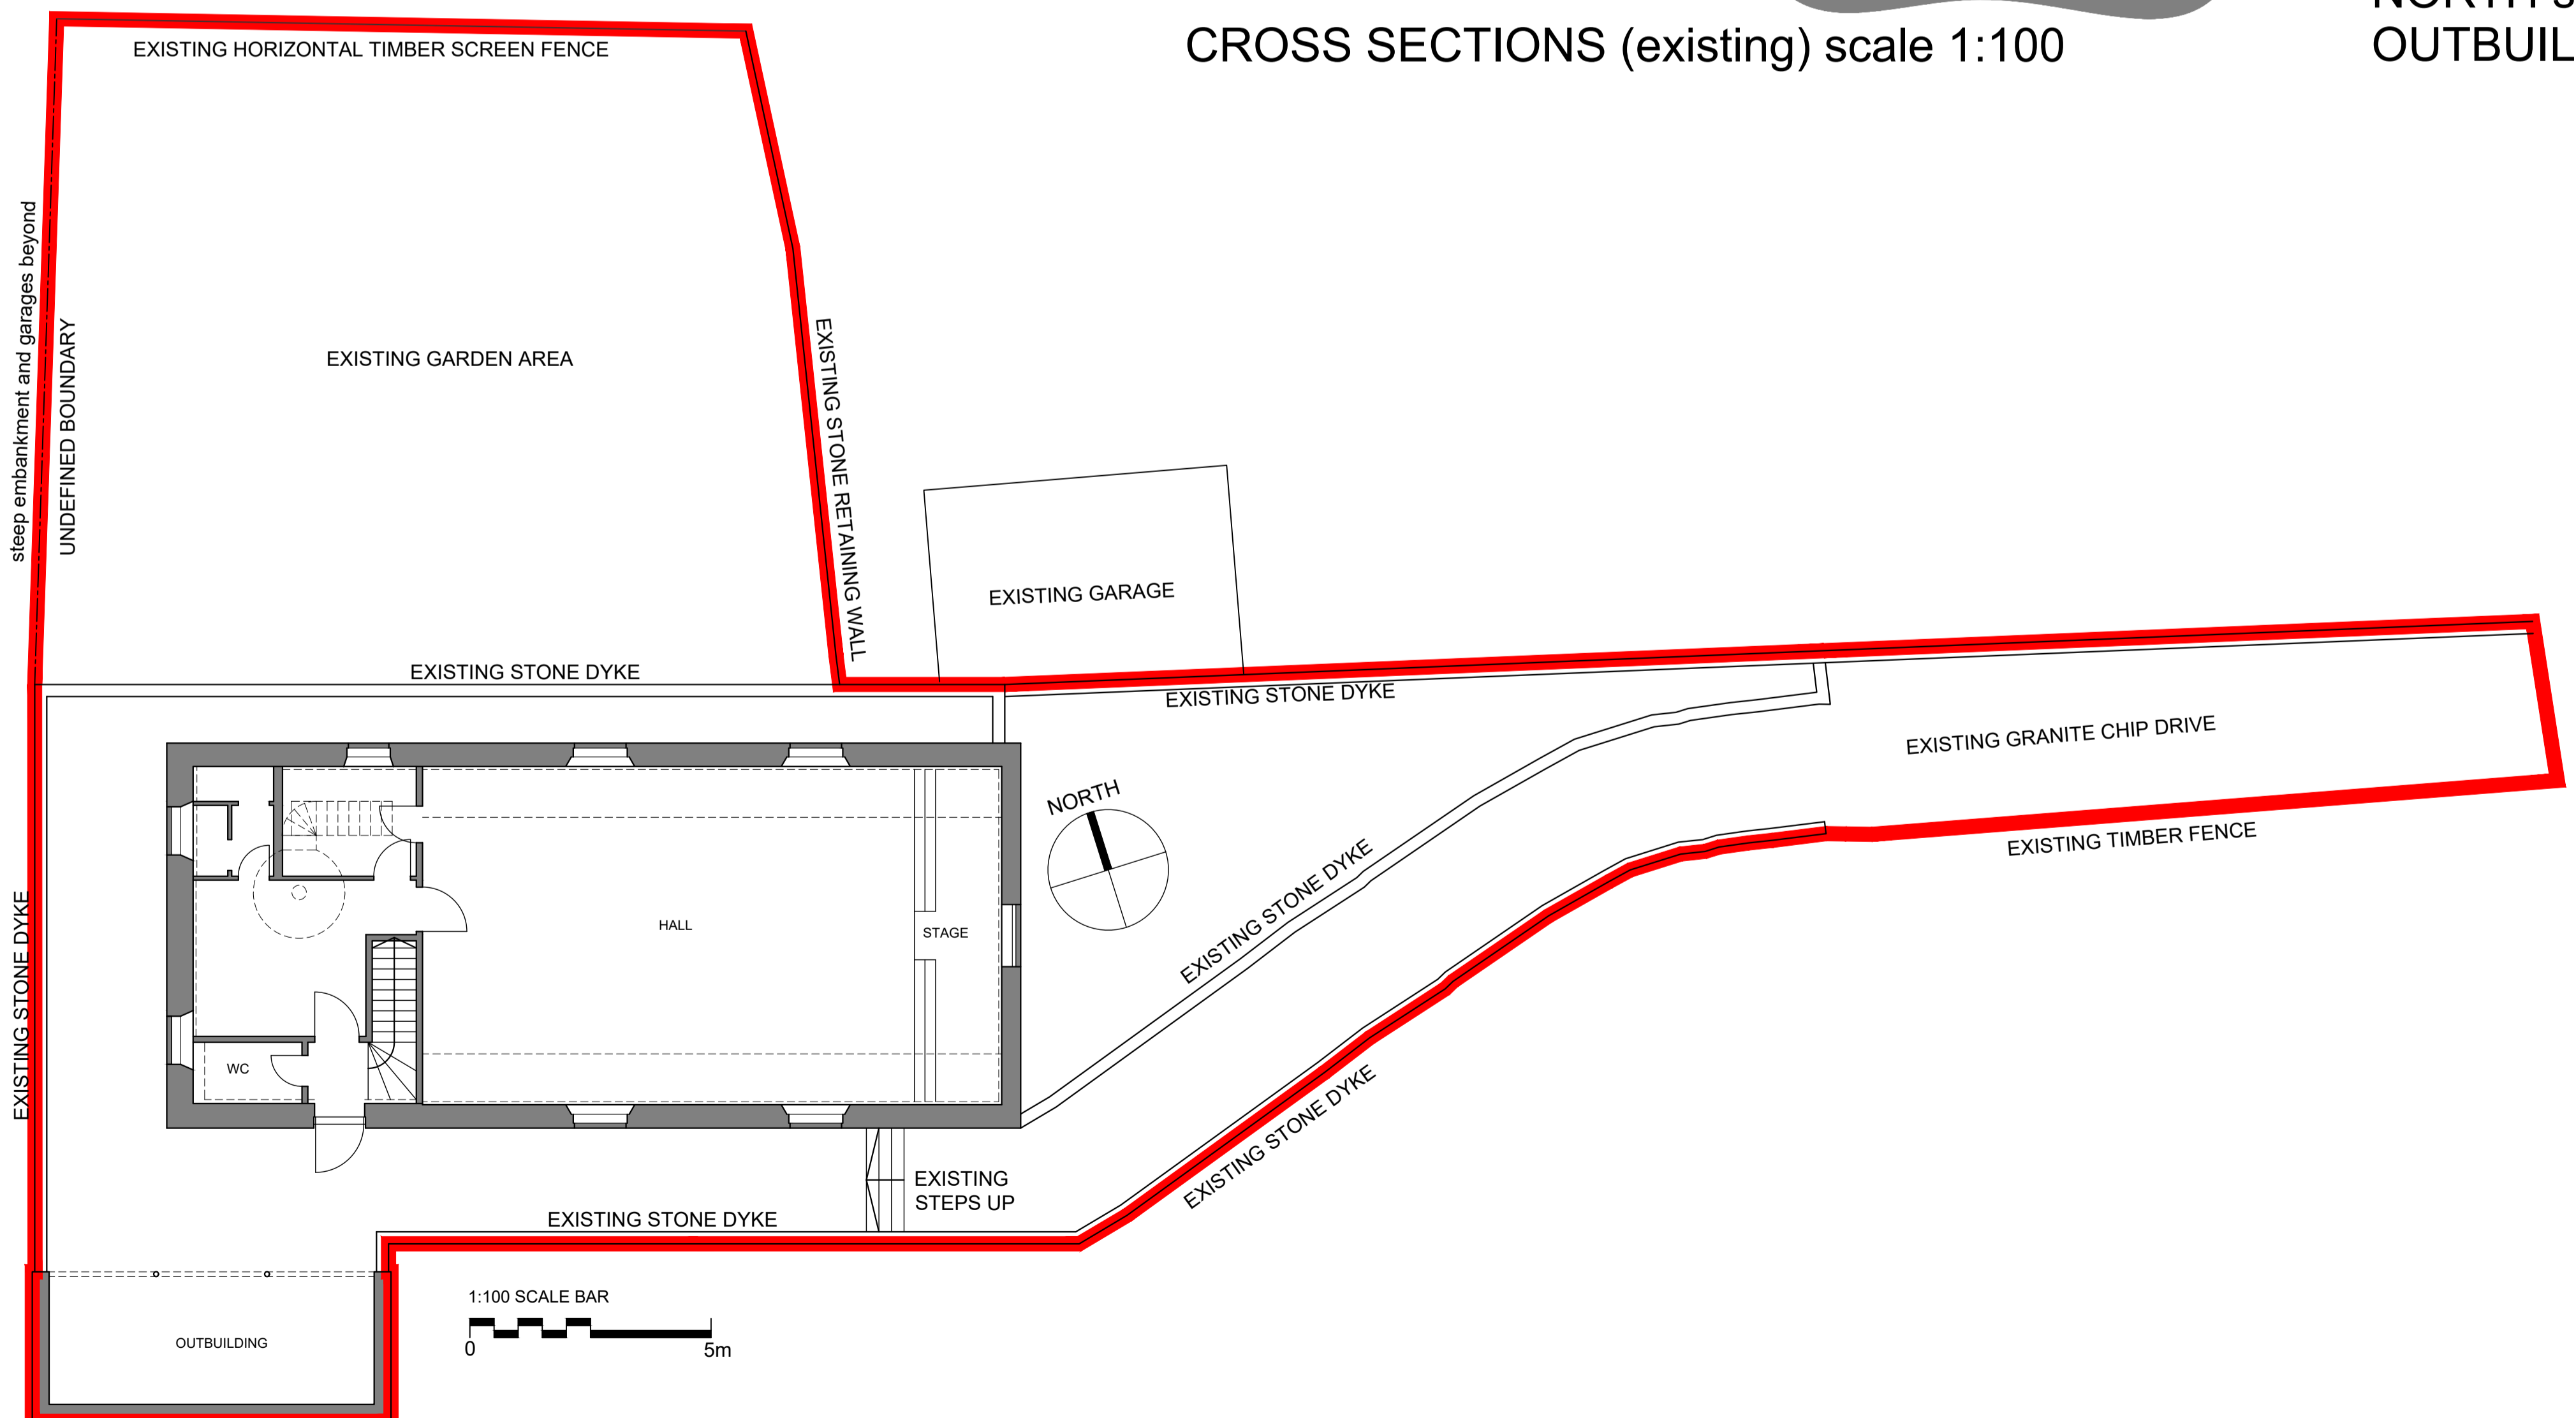 NORTH s
OUTBUIL
CROSS SECTIONS (existing) scale 1:100
EXISTING HORIZONTAL TIMBER SCREEN FENCE
steep embankment and garages beyond
UNDEFINED BOUNDARY
EXISTING GARDEN AREA
EXISTING STONE RETAINING WALL
EXISTING GARAGE
EXISTING STONE DYKE
EXISTING STONE DYKE
EXISTING GRANITE CHIP DRIVE
EXISTING TIMBER FENCE
NORTH
EXISTING STONE DYKE
EXISTING STONE DYKE
HALL
STAGE
WC
EXISTING STONE DYKE
EXISTING
STEPS UP
EXISTING STONE DYKE
1:100 SCALE BAR
0
5m
OUTBUILDING